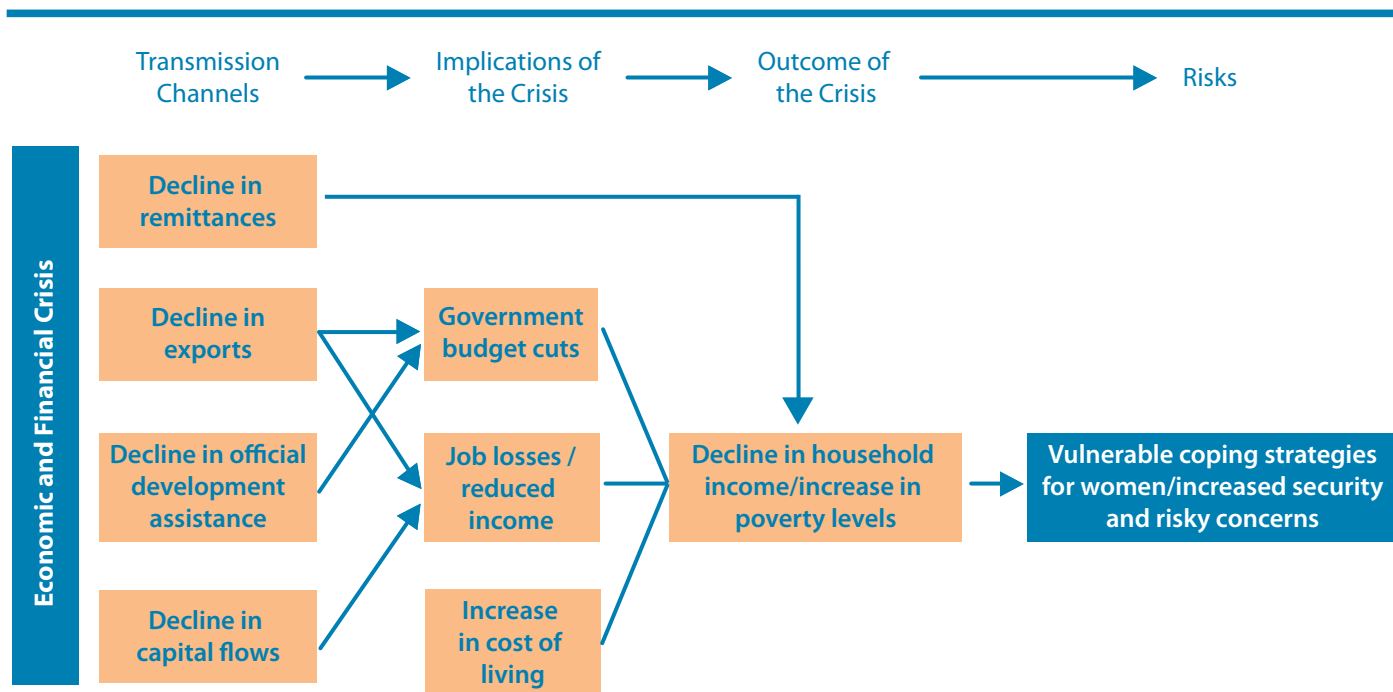 Transmission
Channels
Implications of
the Crisis
Outcome of
the Crisis
Risks
Economic and Financial Crisis
Decline in
remittances
Decline in
exports
Decline in official
development
assistance
Decline in
capital flows
Government
budget cuts
Job losses /
reduced
income
Increase
in cost of
living
Decline in household
income/increase in
poverty levels
Vulnerable coping strategies
for women/increased security
and risky concerns